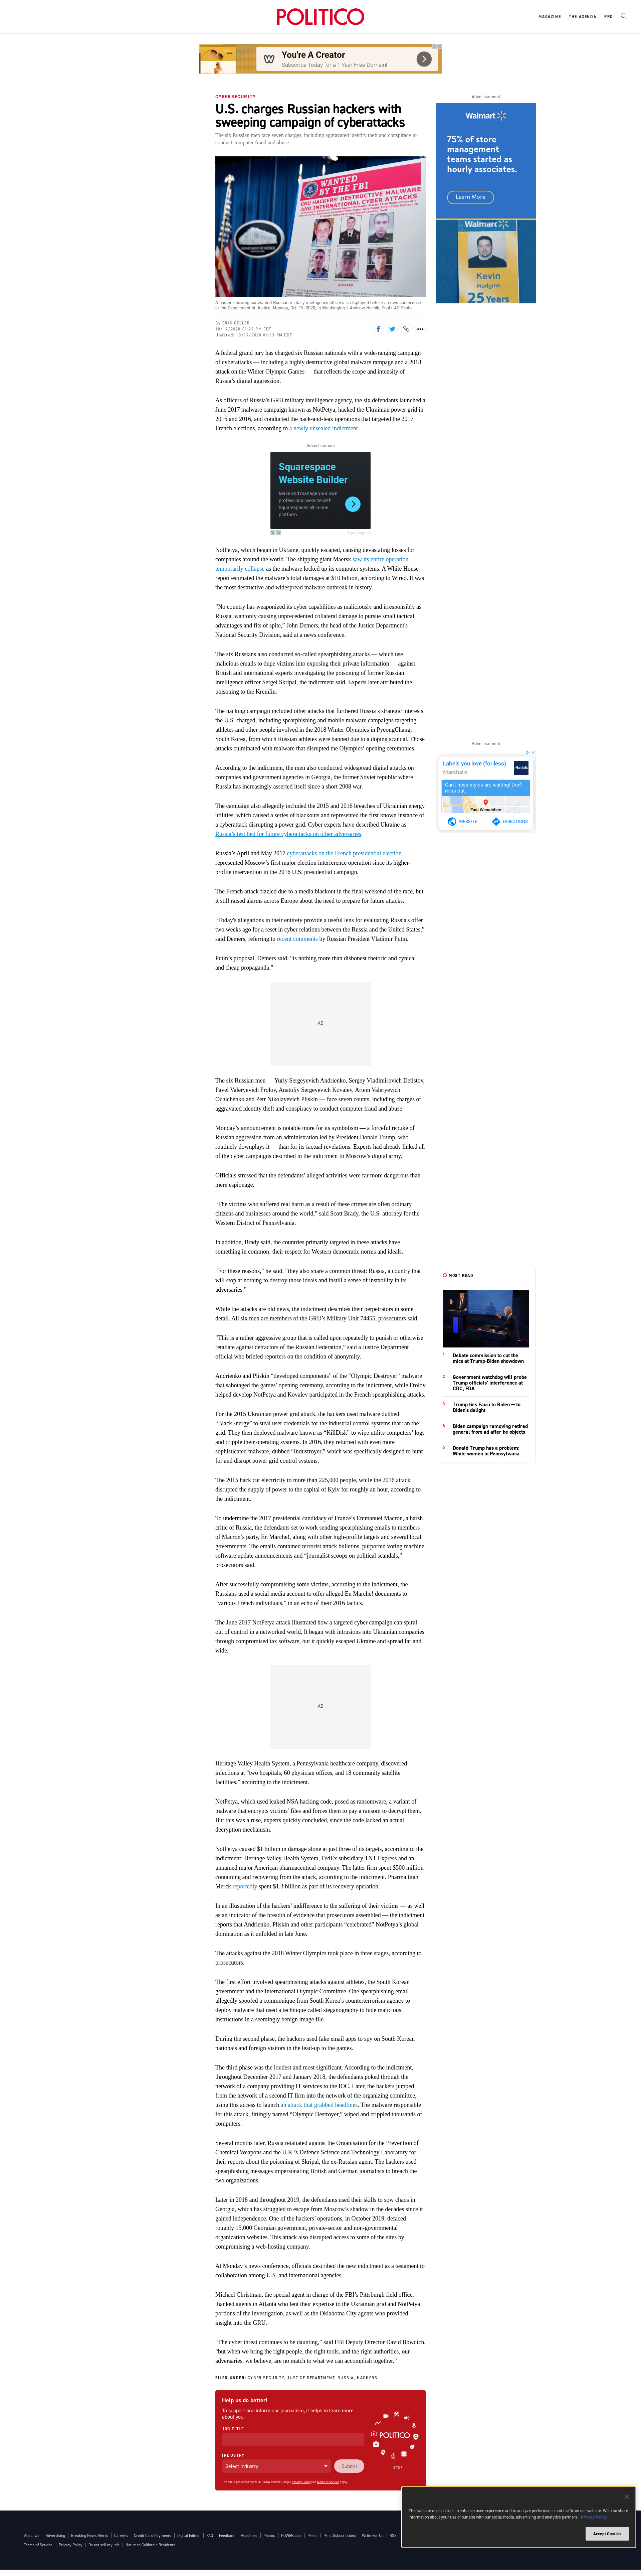 POLITICO
MAGAZINE THE AGENDA PRO
You're A Creator
Subscribe Today for a 1 Year Free Domain!
CYBERSECURITY
U.S. charges Russian hackers with
sweeping campaign of cyberattacks
The six Russian men face seven charges, including aggravated identity theft and conspiracy to
conduct computer fraud and abuse.
WANTED
BY THE FBI
GRU HACKERS' DESTRUCTIVE MALWARE
AND INTERNATIONAL CYBER ATTACKS
A poster showing six wanted Russian military intelligence officers is displayed before a news conference
at the Department of Justice, Monday, Oct. 19, 2020, in Washington. | Andrew Harnik, Pool / AP Photo
By ERIC GELLER
10/19/2020 01:29 PM EDT
Updated: 10/19/2020 06:13 PM EDT
A federal grand jury has charged six Russian nationals with a wide-ranging campaign
of cyberattacks — including a highly destructive global malware rampage and a 2018
attack on the Winter Olympic Games — that reflects the scope and intensity of
Russia's digital aggression.
As officers of Russia's GRU military intelligence agency, the six defendants launched a
June 2017 malware campaign known as NotPetya, hacked the Ukrainian power grid in
2015 and 2016, and conducted the hack-and-leak operations that targeted the 2017
French elections, according to a newly unsealed indictment.
Advertisement
Squarespace
Website Builder
Make and manage your own
professional website with
Squarespace's all-in-one
platform.
NotPetya, which began in Ukraine, quickly escaped, causing devastating losses for
companies around the world. The shipping giant Maersk saw its entire operation
temporarily collapse as the malware locked up its computer systems. A White House
report estimated the malware's total damages at $10 billion, according to Wired. It was
the most destructive and widespread malware outbreak in history.
“No country has weaponized its cyber capabilities as maliciously and irresponsibly as
Russia, wantonly causing unprecedented collateral damage to pursue small tactical
advantages and fits of spite,” John Demers, the head of the Justice Department's
National Security Division, said at a news conference.
The six Russians also conducted so-called spearphishing attacks — which use
malicious emails to dupe victims into exposing their private information — against
British and international experts investigating the poisoning of former Russian
intelligence officer Sergei Skripal, the indictment said. Experts attributed the
poisoning to the Kremlin.
The hacking campaign included other attacks that furthered Russia's strategic interests,
the U.S. charged, including spearphishing and mobile malware campaigns targeting
athletes and other people involved in the 2018 Winter Olympics in PyeongChang,
South Korea, from which Russian athletes were banned due to a doping scandal. Those
attacks culminated with malware that disrupted the Olympics' opening ceremonies.
According to the indictment, the men also conducted widespread digital attacks on
companies and government agencies in Georgia, the former Soviet republic where
Russia has increasingly asserted itself since a short 2008 war.
The campaign also allegedly included the 2015 and 2016 breaches of Ukrainian energy
utilities, which started blackouts and represented the first known instance of
a cyberattack disrupting power grid. Cyber experts have described Ukraine as
Russia's test bed for future cyberattacks on other adversaries.
Russia's April and May 2017 cyberattacks on the French presidential election
represented Moscow's first major election interference operation since its higher-
profile intervention in the 2016 U.S. presidential campaign.
The French attack fizzled due to a media blackout in the final weekend of the race, but
it still raised alarms across Europe about the need to prepare for future attacks.
“Today's allegations in their entirety provide a useful lens for evaluating Russia's offer
two weeks ago for a reset in cyber relations between Russia and the United States,”
said Demers, referring to recent comments by Russian President Vladimir Putin.
Putin's proposal, Demers said, “is nothing more than dishonest rhetoric and cynical
and cheap propaganda.”
AD
The six Russian men — Yuriy Sergeyevich Andrienko, Sergey Vladimirovich Detistov,
Pavel Valeryevich Frolov, Anatoliy Sergeyevich Kovalev, Artem Valeryevich
Ochichenko and Petr Nikolayevich Pliskin — face seven counts, including charges of
aggravated identity theft and conspiracy to conduct computer fraud and abuse.
Monday's announcement is notable more for its symbolism — a forceful rebuke of
Russian aggression from an administration led by President Donald Trump, who
routinely downplays it — than for its factual revelations. Experts had already linked all
of the cyber campaigns described in the indictment to Moscow's digital army.
Officials stressed that the defendants' alleged activities were far more dangerous than
mere espionage.
“The victims who suffered real harm as a result of these crimes are often ordinary
citizens and businesses around the world,” said Scott Brady, the U.S. attorney for the
Western District of Pennsylvania.
In addition, Brady said, the countries primarily targeted in these attacks have
something in common: their respect for Western democratic norms and ideals.
“For these reasons,” he said, “they also share a common threat: Russia, a country that
will stop at nothing to destroy those ideals and instill a sense of instability in its
adversaries.”
While the attacks are old news, the indictment describes their perpetrators in some
detail. All six men are members of the GRU's Military Unit 74455, prosecutors said.
“This is a rather aggressive group that is called upon repeatedly to punish or otherwise
retaliate against detractors of the Russian Federation,” said a Justice Department
official who briefed reporters on the condition of anonymity.
Andrienko and Pliskin “developed components” of the “Olympic Destroyer” malware
that sabotaged the games' opening ceremony, according to the indictment, while Frolov
helped develop NotPetya and Kovalev participated in the French spearphishing attacks.
For the 2015 Ukrainian power grid attack, the hackers used malware dubbed
“BlackEnergy” to steal user credentials for the industrial control systems that run the
grid. They then deployed malware known as “KillDisk” to wipe utility computers' logs
and cripple their operating systems. In 2016, they returned with even more
sophisticated malware, dubbed “Industroyer,” which was specifically designed to hunt
for and disrupt power grid control systems.
The 2015 hack cut electricity to more than 225,000 people, while the 2016 attack
disrupted the supply of power to the capital of Kyiv for roughly an hour, according to
the indictment.
To undermine the 2017 presidential candidacy of France's Emmanuel Macron, a harsh
critic of Russia, the defendants set to work sending spearphishing emails to members
of Macron's party, En Marche!, along with other high-profile targets and several local
governments. The emails contained terrorist attack bulletins, purported voting machine
software update announcements and “journalist scoops on political scandals,”
prosecutors said.
After successfully compromising some victims, according to the indictment, the
Russians used a social media account to offer alleged En Marche! documents to
“various French individuals,” in an echo of their 2016 tactics.
The June 2017 NotPetya attack illustrated how a targeted cyber campaign can spiral
out of control in a networked world. It began with intrusions into Ukrainian companies
through compromised tax software, but it quickly escaped Ukraine and spread far and
wide.
AD
Heritage Valley Health System, a Pennsylvania healthcare company, discovered
infections at “two hospitals, 60 physician offices, and 18 community satellite
facilities,” according to the indictment.
NotPetya, which used leaked NSA hacking code, posed as ransomware, a variant of
malware that encrypts victims' files and forces them to pay a ransom to decrypt them.
But this was a ruse, experts quickly concluded, since the code lacked an actual
decryption mechanism.
NotPetya caused $1 billion in damage alone at just three of its targets, according to the
indictment: Heritage Valley Health System, FedEx subsidiary TNT Express and an
unnamed major American pharmaceutical company. The latter firm spent $500 million
containing and recovering from the attack, according to the indictment. Pharma titan
Merck reportedly spent $1.3 billion as part of its recovery operation.
In an illustration of the hackers' indifference to the suffering of their victims — as well
as an indicator of the breadth of evidence that prosecutors assembled — the indictment
reports that Andrienko, Pliskin and other participants “celebrated” NotPetya's global
domination as it unfolded in late June.
The attacks against the 2018 Winter Olympics took place in three stages, according to
prosecutors.
The first effort involved spearphishing attacks against athletes, the South Korean
government and the International Olympic Committee. One spearphishing email
allegedly spoofed a communique from South Korea's counterterrorism agency to
deploy malware that used a technique called steganography to hide malicious
instructions in a seemingly benign image file.
During the second phase, the hackers used fake email apps to spy on South Korean
nationals and foreign visitors in the lead-up to the games.
The third phase was the loudest and most significant. According to the indictment,
throughout December 2017 and January 2018, the defendants poked through the
network of a company providing IT services to the IOC. Later, the hackers jumped
from the network of a second IT firm into the network of the organizing committee,
using this access to launch an attack that grabbed headlines. The malware responsible
for this attack, fittingly named “Olympic Destroyer,” wiped and crippled thousands of
computers.
Several months later, Russia retaliated against the Organisation for the Prevention of
Chemical Weapons and the U.K.'s Defence Science and Technology Laboratory for
their reports about the poisoning of Skripal, the ex-Russian agent. The hackers used
spearphishing messages impersonating British and German journalists to breach the
two organizations.
Later in 2018 and throughout 2019, the defendants used their skills to sow chaos in
Georgia, which has struggled to escape from Moscow's shadow in the decades since it
gained independence. One of the hackers' operations, in October 2019, defaced
roughly 15,000 Georgian government, private-sector and non-governmental
organization websites. This attack also disrupted access to some of the sites by
compromising a web-hosting company.
At Monday's news conference, officials described the new indictment as a testament to
collaboration among U.S. and international agencies.
Michael Christman, the special agent in charge of the FBI's Pittsburgh field office,
thanked agents in Atlanta who lent their expertise to the Ukrainian grid and NotPetya
portions of the investigation, as well as the Oklahoma City agents who provided
insight into the GRU.
“The cyber threat continues to be daunting,” said FBI Deputy Director David Bowdich,
“but when we bring the right people, the right tools, and the right authorities, our
adversaries, we believe, are no match to what we can accomplish together.”
FILED UNDER: CYBER SECURITY, JUSTICE DEPARTMENT, RUSSIA, HACKERS
Help us do better!
To support and inform our journalism, it helps to learn more
about you.
JOB TITLE
INDUSTRY
Select Industry
Submit
POLITICO
STOP
This site is protected by reCAPTCHA and the Google Privacy Policy and Terms of Service apply.
Advertisement
Walmart
75% of store
management
teams started as
hourly associates.
Learn More
Walmart
Kevin
Hudgins
25 Years
Advertisement
Labels you love (for less).
Marshalls
Marshalls
Can't-miss styles are waiting! Don't
miss out
East Wenatchee
WEBSITE DIRECTIONS
MOST READ
1 Debate commission to cut the
mics at Trump-Biden showdown
2 Government watchdog will probe
Trump officials' interference at
CDC, FDA
3 Trump ties Fauci to Biden — to
Biden's delight
4 Biden campaign removing retired
general from ad after he objects
5 Donald Trump has a problem:
White women in Pennsylvania
About Us Advertising Breaking News Alerts Careers Credit Card Payments Digital Edition FAQ Feedback Headlines Photos POWERJobs Press Print Subscriptions Write For Us RSS
Terms of Service Privacy Policy Do not sell my info Notice to California Residents
This website uses cookies to enhance user experience and to analyze performance and traffic on our website. We also share
information about your use of our site with our social media, advertising and analytics partners. Privacy Policy
Accept Cookies